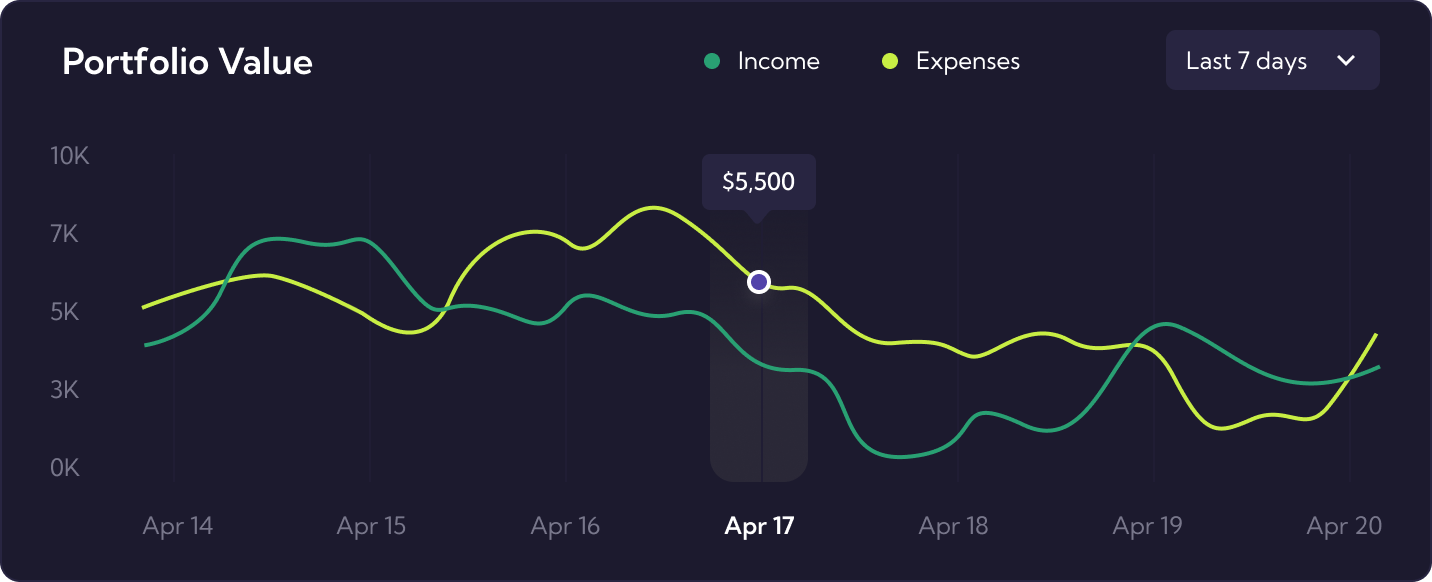 Portfolio Value
Income
Expenses
Last 7 days
10K
$5,500
7K
5K
3K
0K
Apr 14
Apr 15
Apr 16
Apr 17
Apr 18
Apr 19
Apr 20